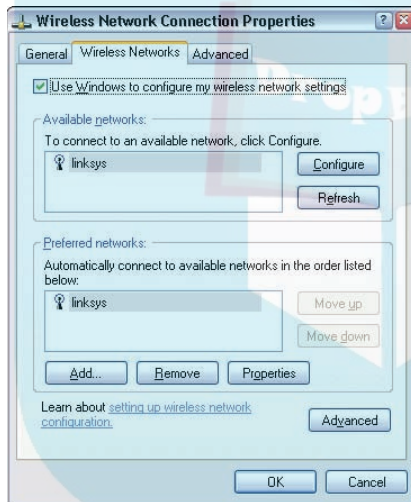 Wireless Network Connection Properties
General Wireless Networks Advanced
Use Windows to configure my wireless network settings
Available networks:
To connect to an available network, click Configure.
linksys
Configure
Refresh
Preferred networks:
Automatically connect to available networks in the order listed
below:
linksys
Move up
Move down
Add... Remove Properties
Learn about setting up wireless network
configuration.
Advanced
OK Cancel